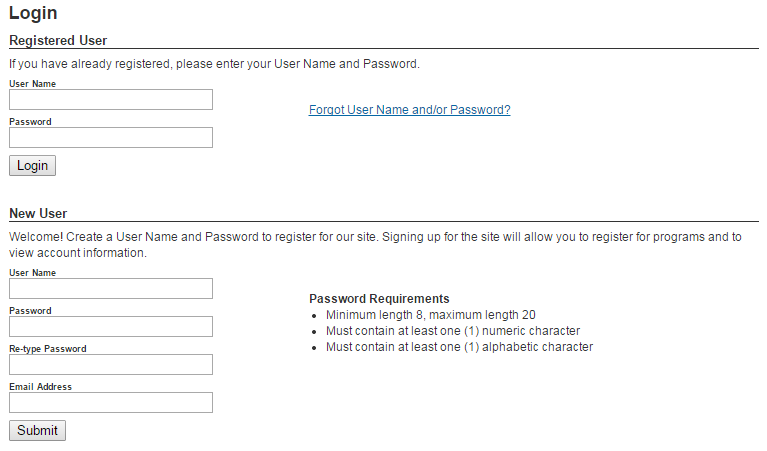 Login
Registered User
If you have already registered, please enter your User Name and Password.
User Name
Forgot User Name and/or Password?
Password
Login
New User
Welcome! Create a User Name and Password to register for our site. Signing up for the site will allow you to register for programs and to
view account information.
User Name
Password
Re-type Password
Email Address
Submit
Password Requirements
Minimum length 8, maximum length 20
Must contain at least one (1) numeric character
Must contain at least one (1) alphabetic character